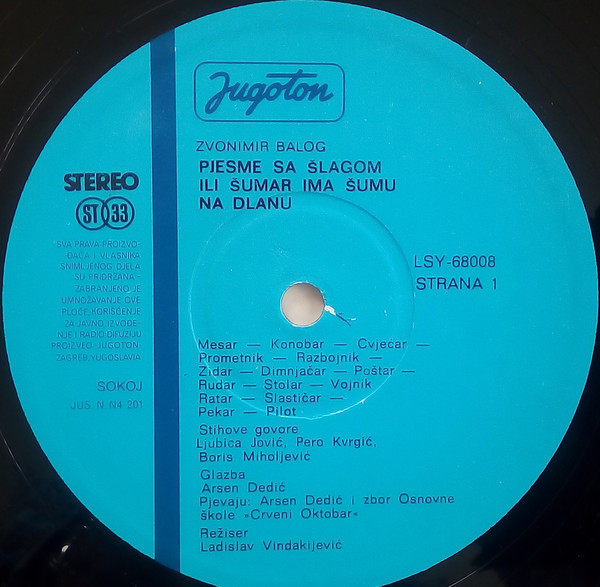 Jugoton
ZVONIMIR BALOG
PJESME SA ŠLAGOM
ILI ŠUMAR IMA ŠUMU
NA DLANU
STEREO
ST 33
SVA PRAVA PROIZVO-
ĐAČA I VLASNIKA
SNIMLJENOG DJELA
SU PRIDRŽANA -
ZABRANJENO JE
UMNOŽAVANJE OVE
PLOČE, KORIŠĆENJE
ZA JAVNO IZVOĐE-
NJE I RADIO DIFUZIJU
PROIZVEO JUGOTON-
ZAGREB, YUGOSLAVIA
SOKOJ
JUS. N. N4 201
LSY-68008
STRANA 1
Mesar — Konobar — Cvjećar —
Prometnik — Razbojnik —
Zidar — Dimnjačar — Poštar —
Rudar — Stolar — Vojnik
Ratar — Slastičar —
Pekar — Pilot
Stihove govore
Ljubica Jović, Pero Kvrgić,
Boris Miholjević
Glazba
Arsen Dedić
Pjevaju: Arsen Dedić i zbor Osnovne
škole »Crveni Oktobar«
Režiser
Ladislav Vindakijević